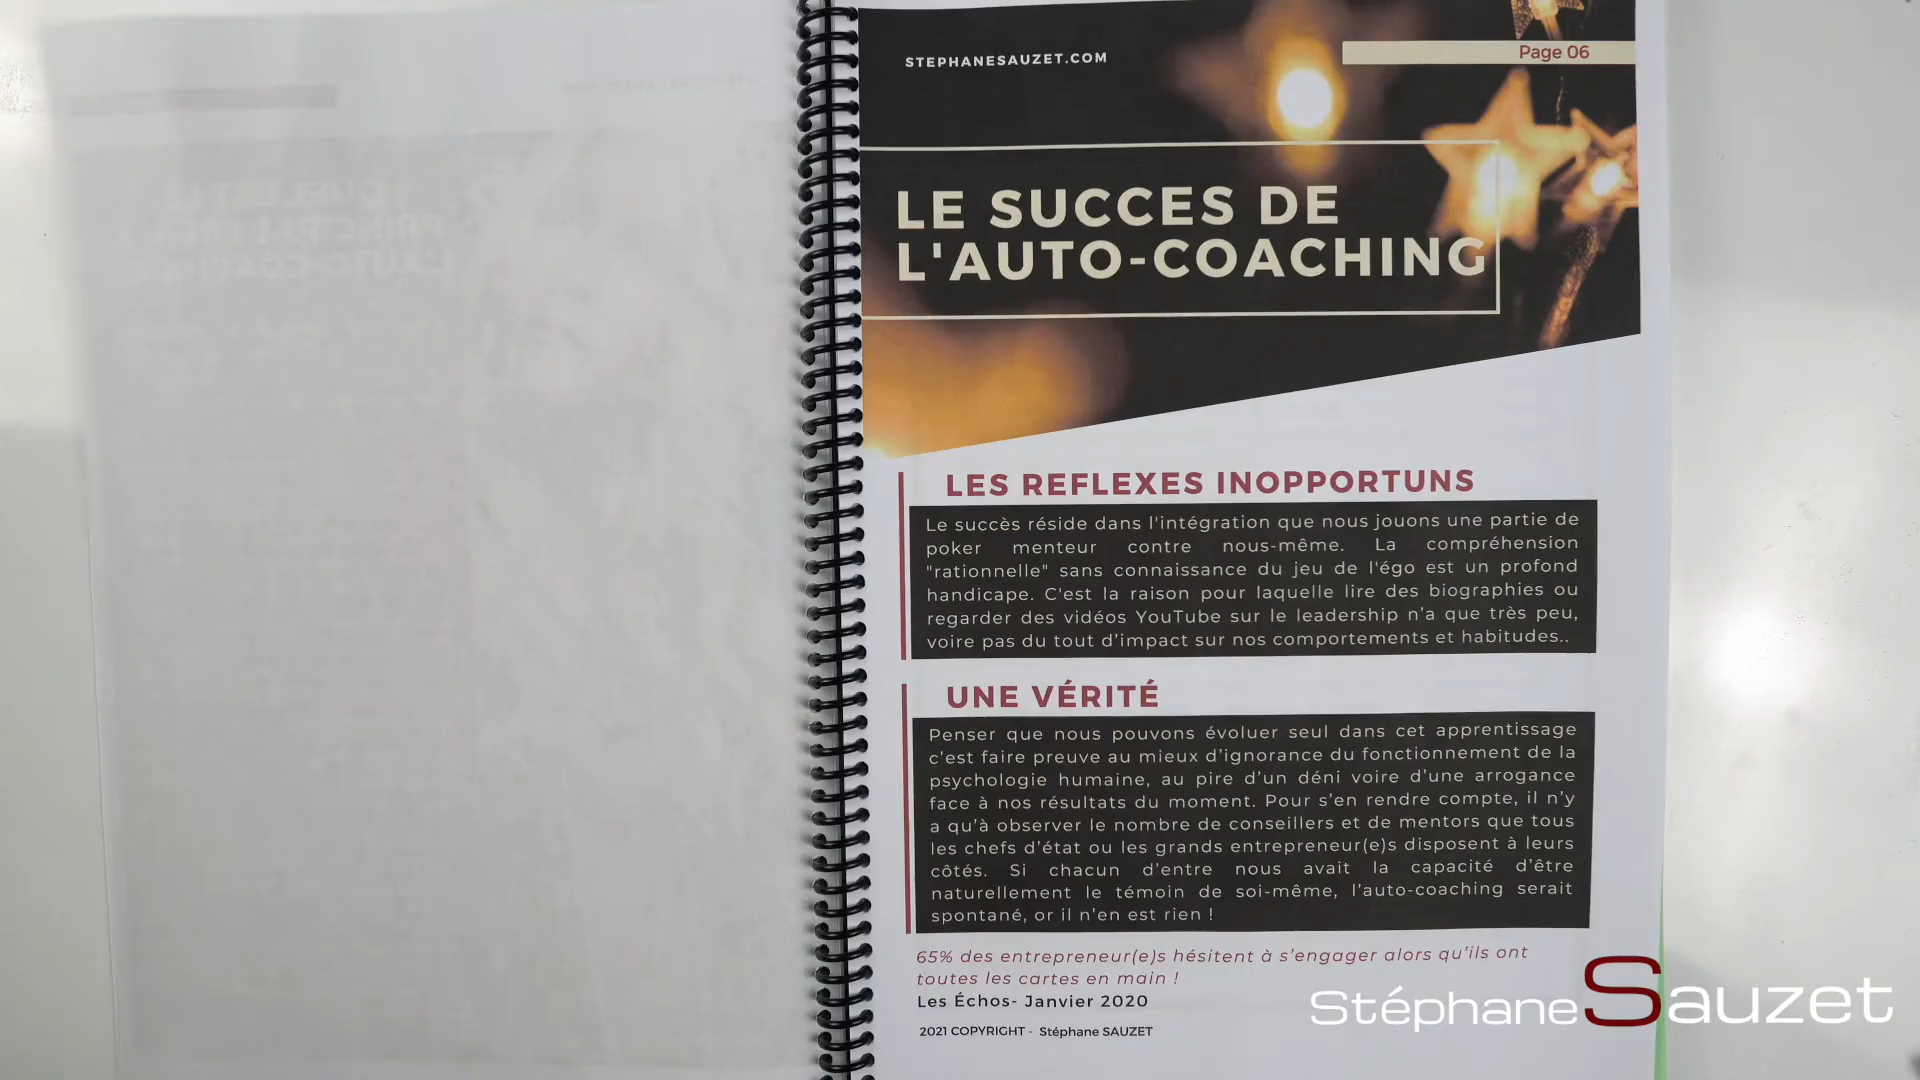 STEPHANESAUZET.COM
Page 06
LE SUCCES DE
L'AUTO-COACHING
LES REFLEXES INOPPORTUNS
Le succès réside dans l'intégration que nous jouons une partie de
poker menteur contre nous-même. La compréhension
"rationnelle" sans connaissance du jeu de l'égo est un profond
handicape. C'est la raison pour laquelle lire des biographies ou
regarder des vidéos YouTube sur le leadership n’a que très peu,
voire pas du tout d’impact sur nos comportements et habitudes..
UNE VÉRITÉ
Penser que nous pouvons évoluer seul dans cet apprentissage
c’est faire preuve au mieux d’ignorance du fonctionnement de la
psychologie humaine, au pire d’un déni voire d’une arrogance
face à nos résultats du moment. Pour s’en rendre compte, il n’y
a qu’à observer le nombre de conseillers et de mentors que tous
les chefs d’état ou les grands entrepreneur(e)s disposent à leurs
côtés. Si chacun d’entre nous avait la capacité d’être
naturellement le témoin de soi-même, l’auto-coaching serait
spontané, or il n’en est rien !
65% des entrepreneur(e)s hésitent à s’engager alors qu’ils ont
toutes les cartes en main !
Les Échos- Janvier 2020
2021 COPYRIGHT - Stéphane SAUZET
Stéphane Sauzet